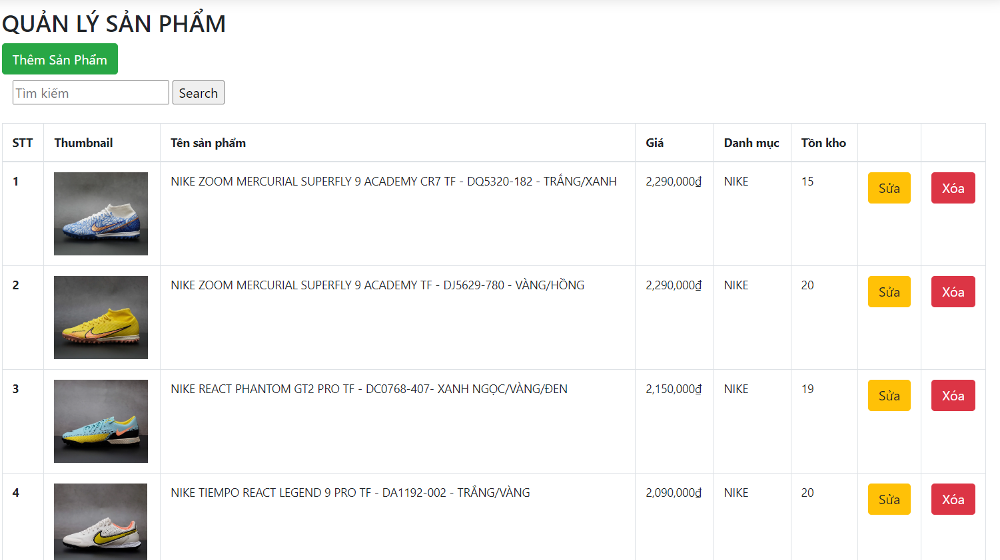 QUẢN LÝ SẢN PHẨM
Thêm Sản Phẩm
Tìm kiếm Search
STT Thumbnail Tên sản phẩm Giá Danh mục Tồn kho
1 NIKE ZOOM MERCURIAL SUPERFLY 9 ACADEMY CR7 TF - DQ5320-182 - TRẮNG/XANH 2,290,000₫ NIKE 15 Sửa Xóa
2 NIKE ZOOM MERCURIAL SUPERFLY 9 ACADEMY TF - DJ5629-780 - VÀNG/HỒNG 2,290,000₫ NIKE 20 Sửa Xóa
3 NIKE REACT PHANTOM GT2 PRO TF - DC0768-407- XANH NGỌC/VÀNG/ĐEN 2,150,000₫ NIKE 19 Sửa Xóa
4 NIKE TIEMPO REACT LEGEND 9 PRO TF - DA1192-002 - TRẮNG/VÀNG 2,090,000₫ NIKE 20 Sửa Xóa